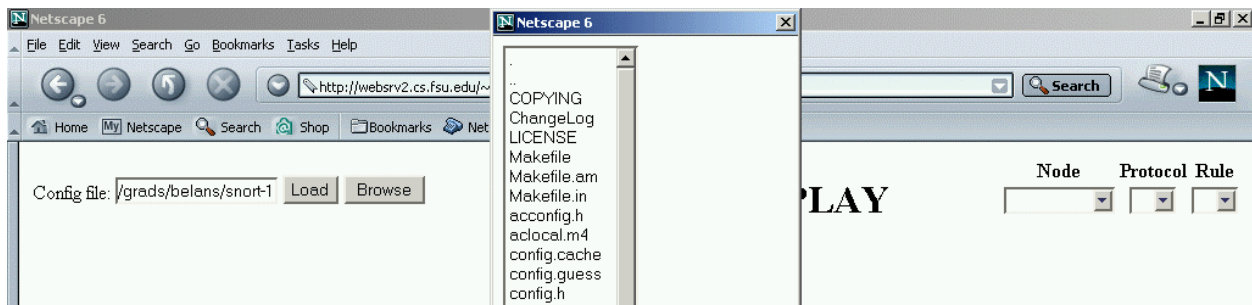 Netscape 6
File Edit View Search Go Bookmarks Tasks Help
http://websrv2.cs.fsu.edu/~
Search
N
Home My Netscape Search Shop Bookmarks Net
Config file: /grads/belans/snort-1 Load Browse
Netscape 6
.
..
COPYING
ChangeLog
LICENSE
Makefile
Makefile.am
Makefile.in
acconfig.h
aclocal.m4
config.cache
config.guess
config.h
PLAY
Node Protocol Rule